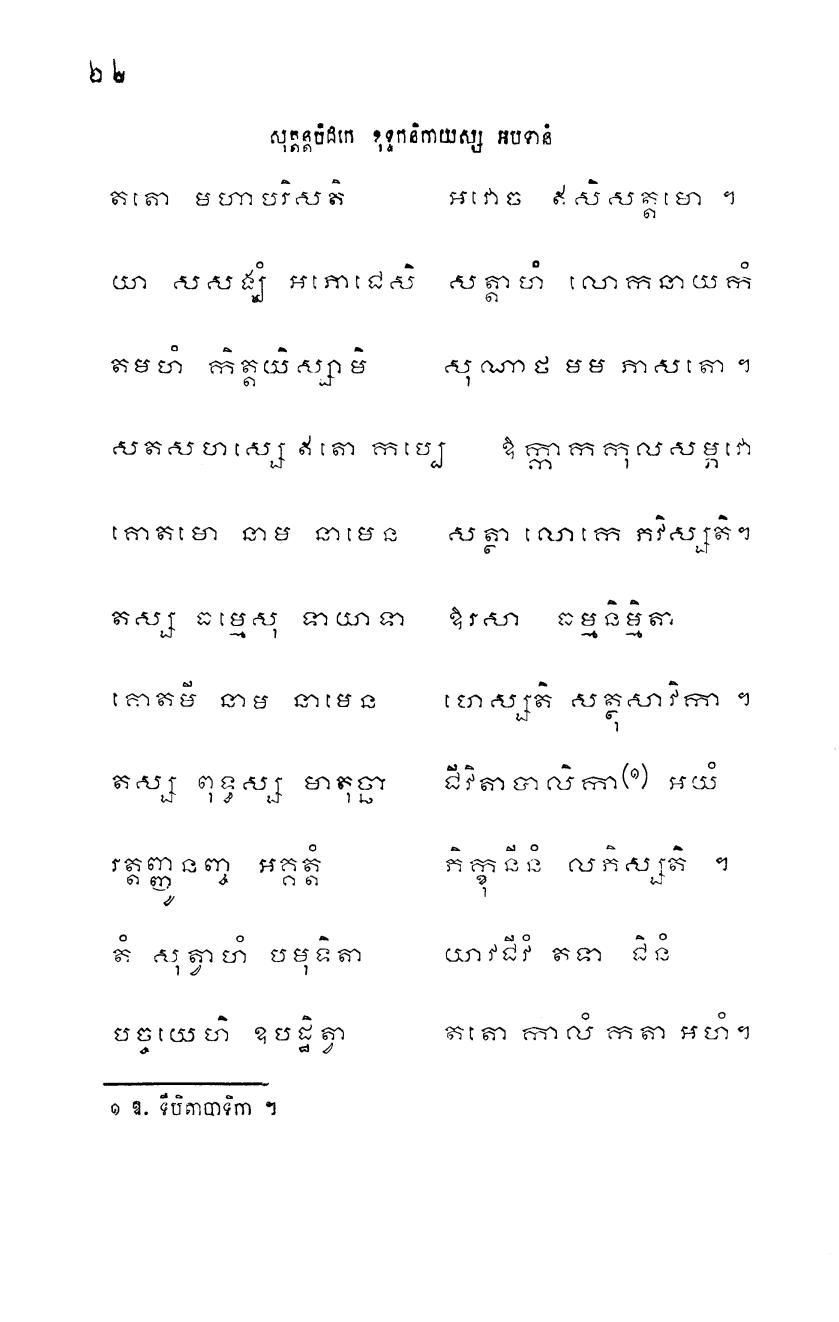 ៦២
សុត្តន្តបិដកេ ខុទ្ទកនិកាយស្ស អបទានំ
តតោ មហាបរិសតិ អវោច ឥសិសត្តមោ ។
យា សសង្ឃំ អភោជេសិ សត្តាហំ លោកនាយកំ
តមហំ កិត្តយិស្សាមិ សុណាថ មម ភាសតោ ។
សតសហស្សេ ឥតោ កប្បេ ឱក្កាកកុលសម្ភវោ
គោតមោ នាម នាមេន សត្ថា លោកេ ភវិស្សតិ។
តស្ស ធម្មេសុ ទាយាទា ឱរសា ធម្មនិម្មិតា
គោតមី នាម នាមេន ហេស្សតិ សត្ថុសាវិកា ។
តស្ស ពុទ្ធស្ស មាតុច្ឆា ជីវិតាបាលិកា(១) អយំ
រត្តញ្ញូនញ្ច អគ្គត្តំ ភិក្ខុនីនំ លភិស្សតិ ។
តំ សុត្វាហំ បមុទិតា យាវជីវំ តទា ជិនំ
បច្ចយេហិ ឧបដ្ឋិត្វា តតោ កាលំ កតា អហំ។
១ ឱ. ទីបិតាបាទិកា ។